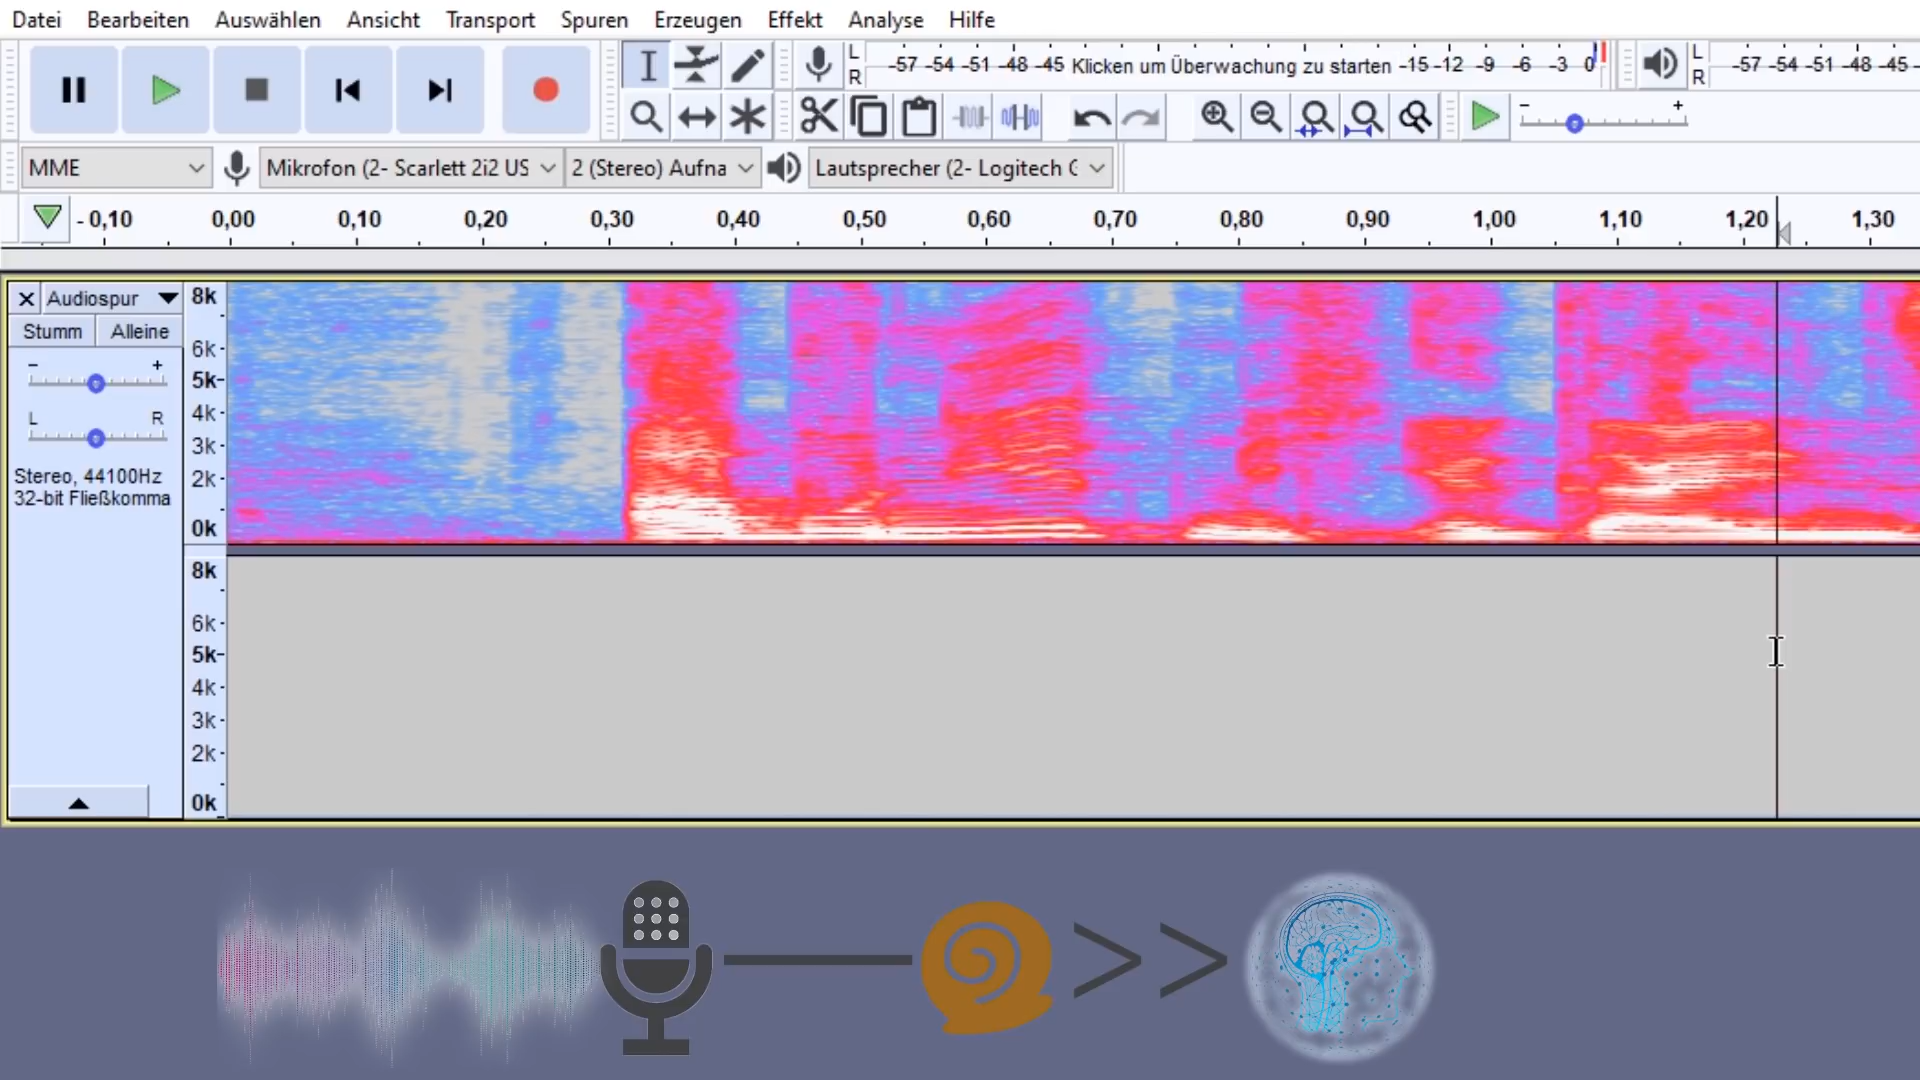 Datei Bearbeiten Auswählen Ansicht Transport Spuren Erzeugen Effekt Analyse Hilfe
L
R
-57 -54 -51 -48 -45 Klicken um Überwachung zu starten -15 -12 -9 -6 -3 0
L
R
-57 -54 -51 -48 -45
- +
MME
Mikrofon (2- Scarlett 2i2 US
2 (Stereo) Aufna
Lautsprecher (2- Logitech G
- 0,10 0,00 0,10 0,20 0,30 0,40 0,50 0,60 0,70 0,80 0,90 1,00 1,10 1,20 1,30
X Audiospur
Stumm Alleine
- +
L R
Stereo, 44100Hz
32-bit Fließkomma
8k
6k
5k
4k
3k
2k
0k
8k
6k
5k
4k
3k
2k
0k